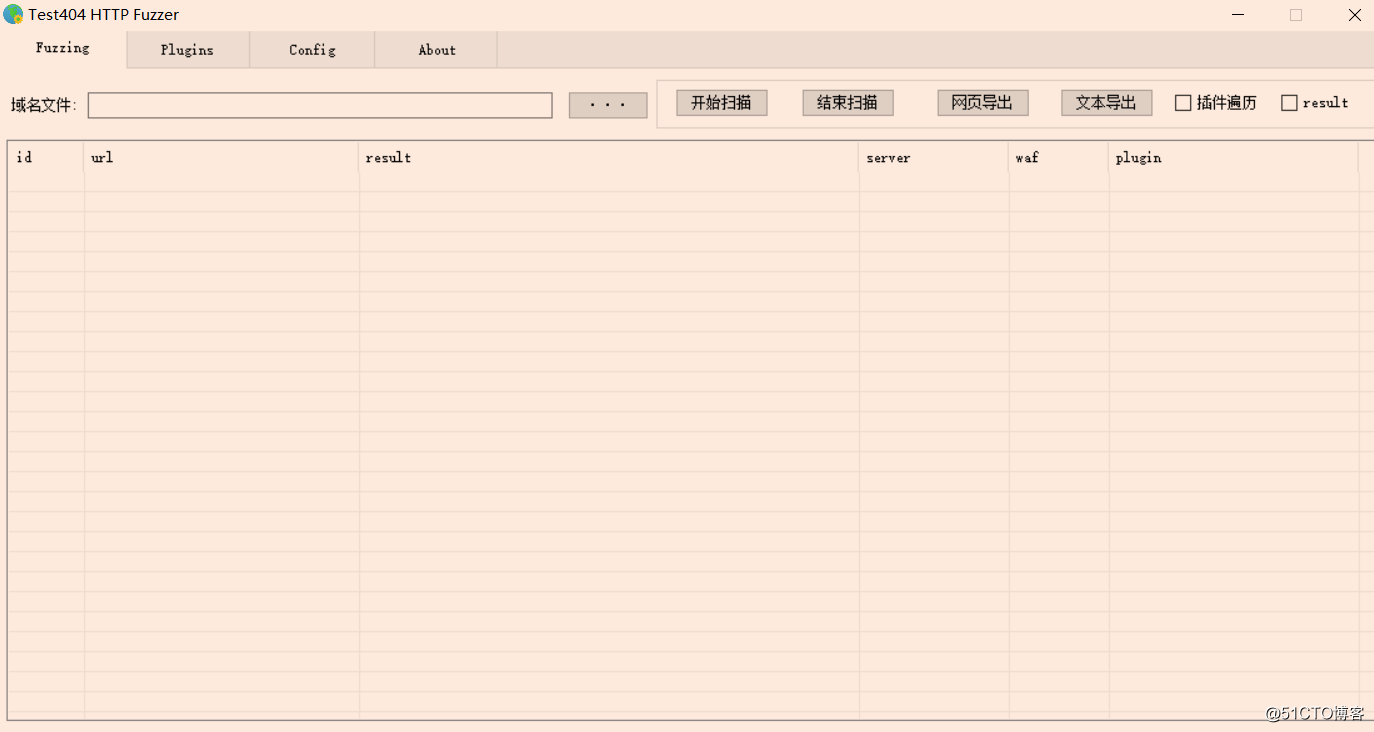 Test404 HTTP Fuzzer
Fuzzing Plugins Config About
域名文件: ··· 开始扫描 结束扫描 网页导出 文本导出 插件遍历 result
id url result server waf plugin
@51CTO博客